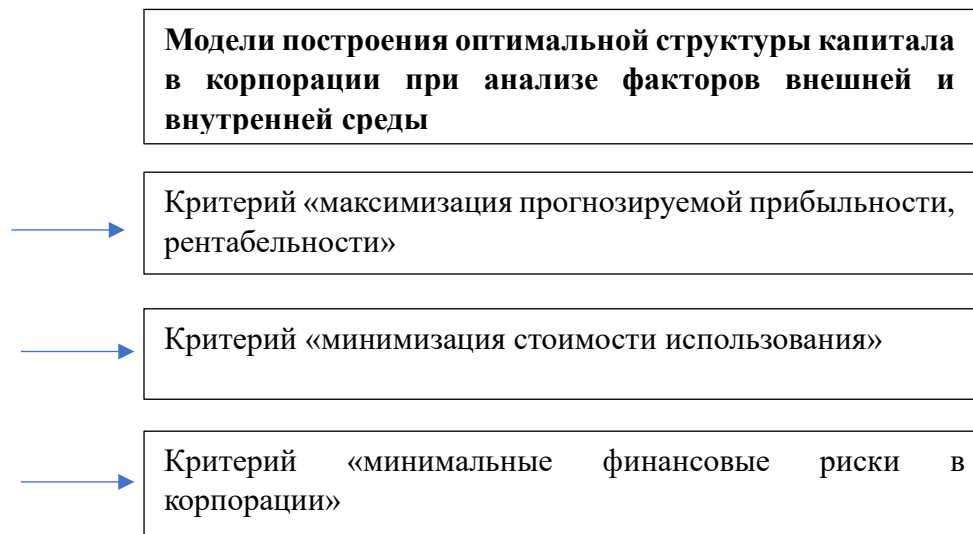 Модели построения оптимальной структуры капитала
в корпорации при анализе факторов внешней и
внутренней среды
Критерий «максимизация прогнозируемой прибыльности,
рентабельности»
Критерий «минимизация стоимости использования»
Критерий «минимальные финансовые риски в
корпорации»